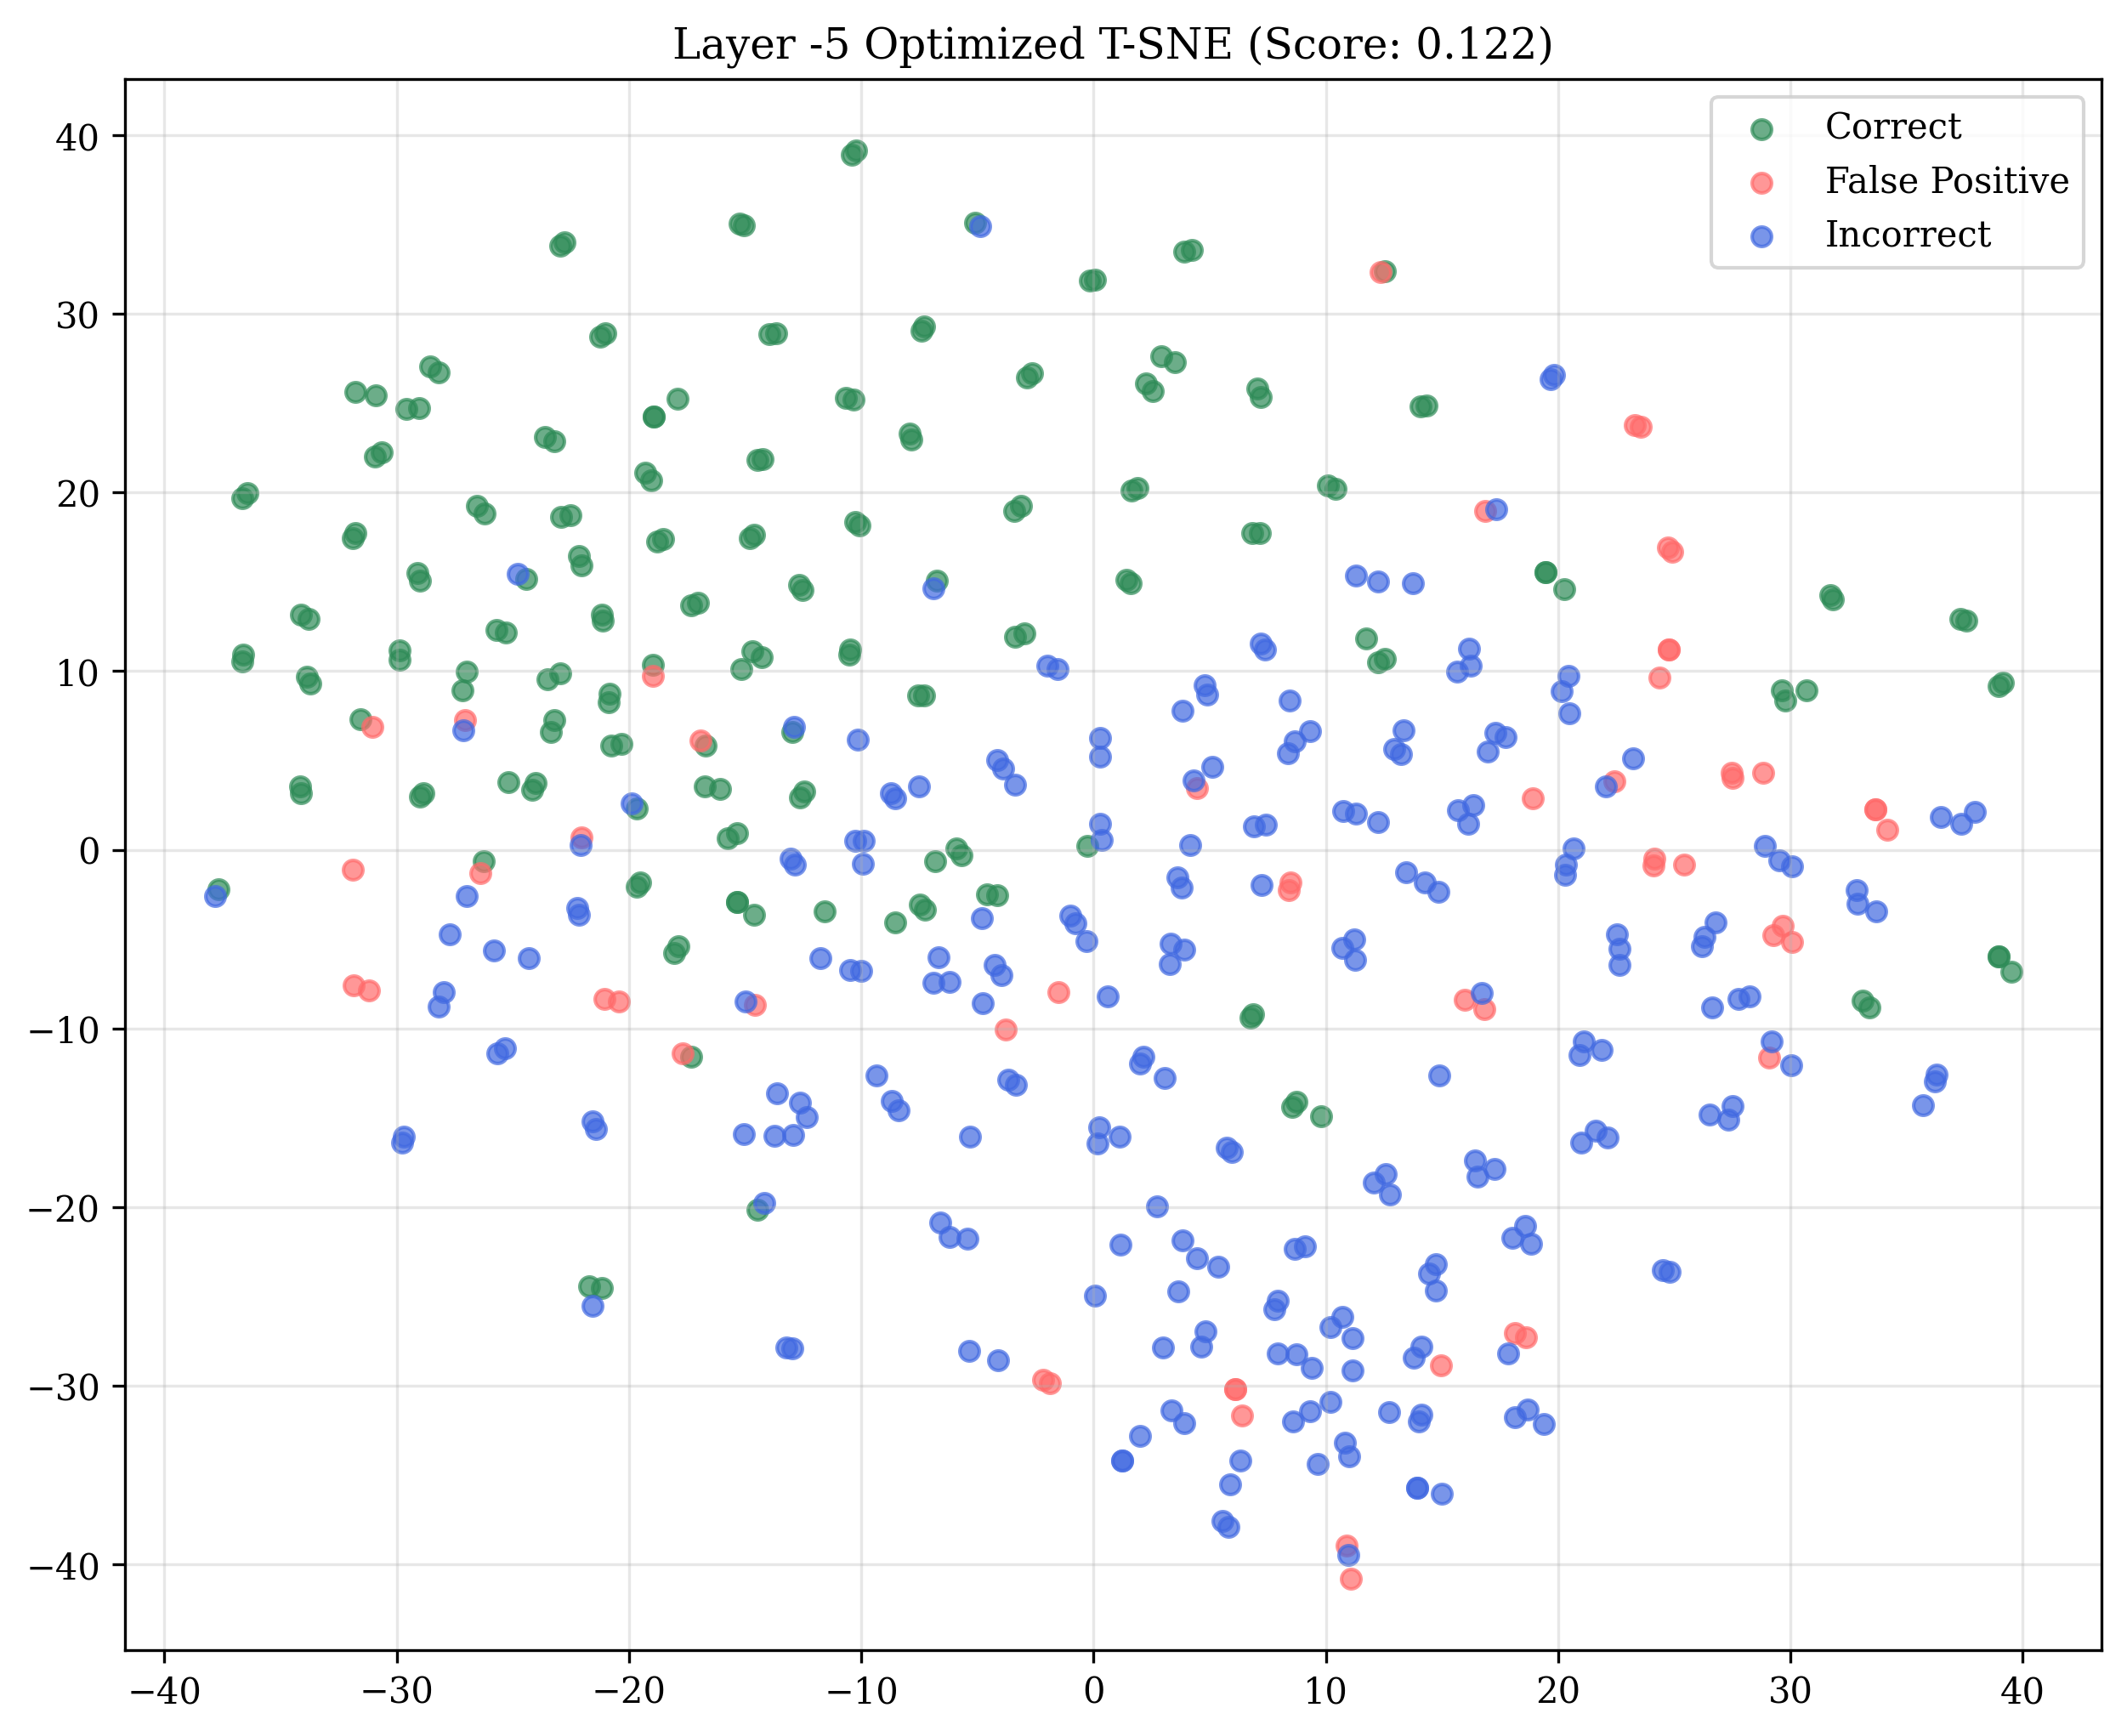 Layer -5 Optimized T-SNE (Score: 0.122)
Correct
False Positive
Incorrect
40
30
20
10
0
−10
−20
−30
−40
−40 −30 −20 −10 0 10 20 30 40